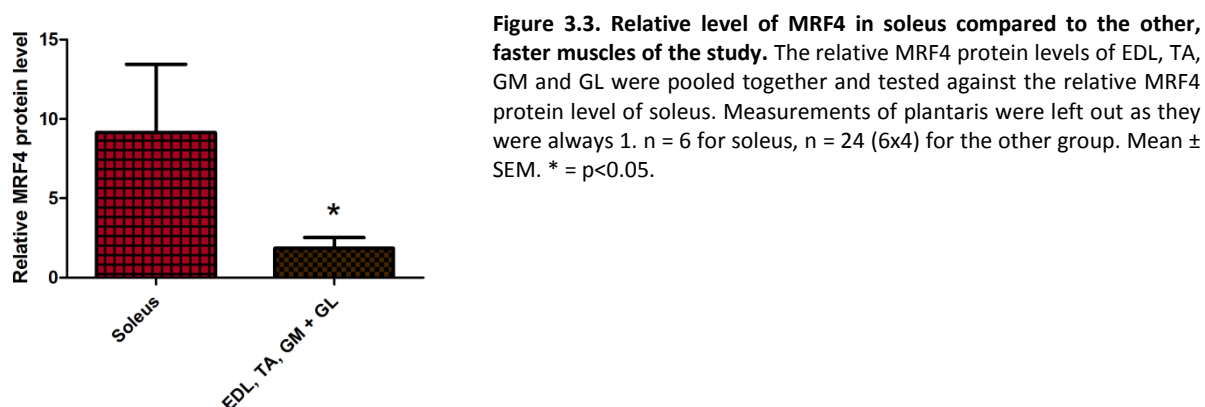 Figure 3.3. Relative level of MRF4 in soleus compared to the other,
faster muscles of the study. The relative MRF4 protein levels of EDL, TA,
GM and GL were pooled together and tested against the relative MRF4
protein level of soleus. Measurements of plantaris were left out as they
were always 1. n = 6 for soleus, n = 24 (6x4) for the other group. Mean ±
SEM. * = p<0.05.
Relative MRF4 protein level
15
10
5
0
*
Soleus
EDL, TA, GM + GL